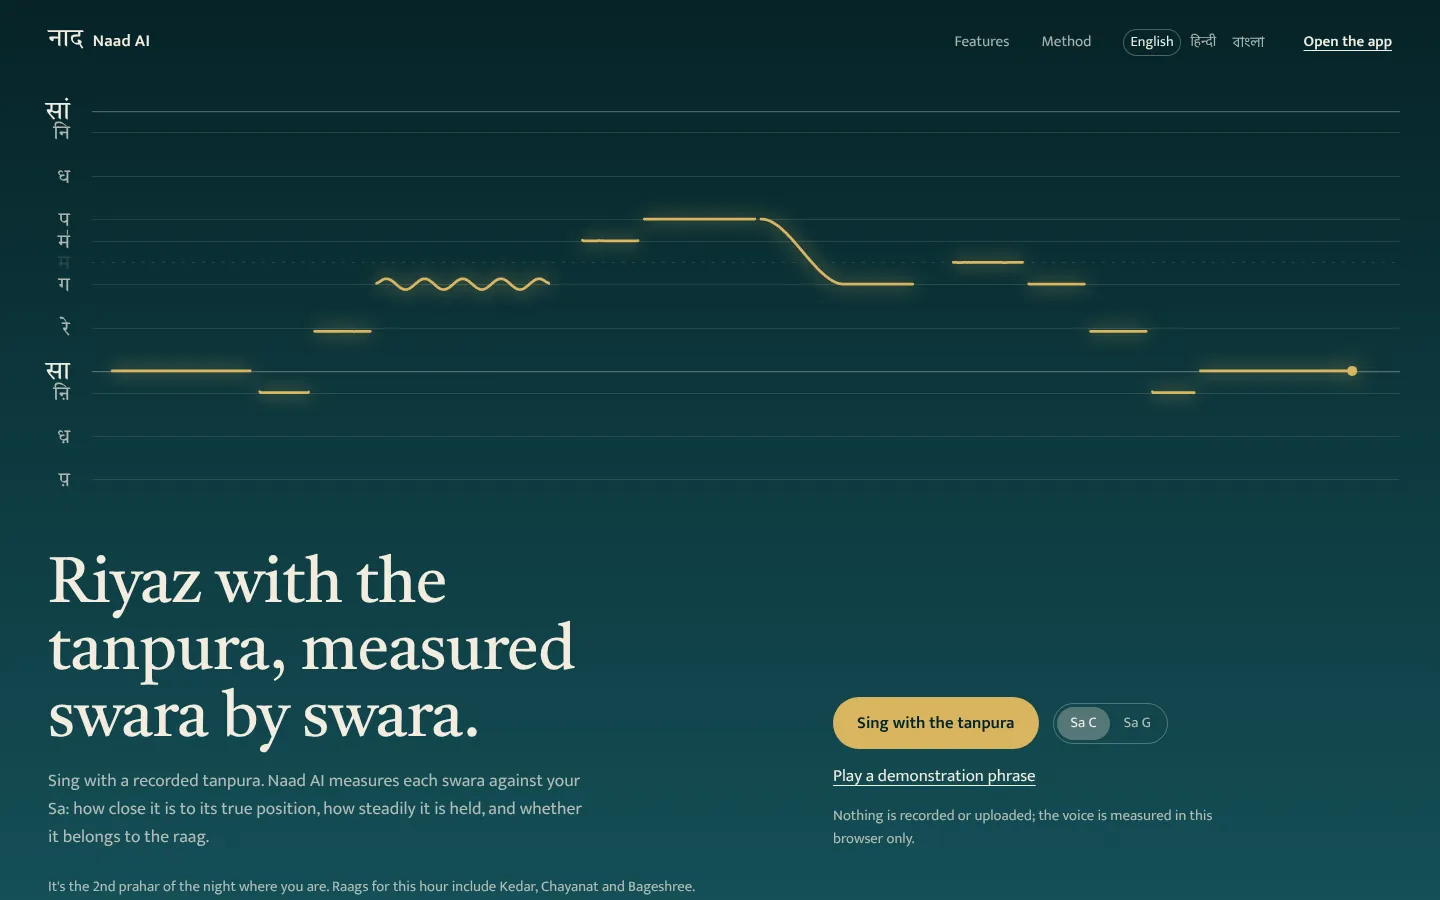 नाद Naad AI
Features Method English हिन्दी বাংলা Open the app
सां
नि
ध
प
म॑
म
ग
रे
सा
नि़
ध़
प़
Riyaz with the
tanpura, measured
swara by swara.
Sing with a recorded tanpura. Naad AI measures each swara against your
Sa: how close it is to its true position, how steadily it is held, and whether
it belongs to the raag.
It's the 2nd prahar of the night where you are. Raags for this hour include Kedar, Chayanat and Bageshree.
Sing with the tanpura Sa C Sa G
Play a demonstration phrase
Nothing is recorded or uploaded; the voice is measured in this
browser only.